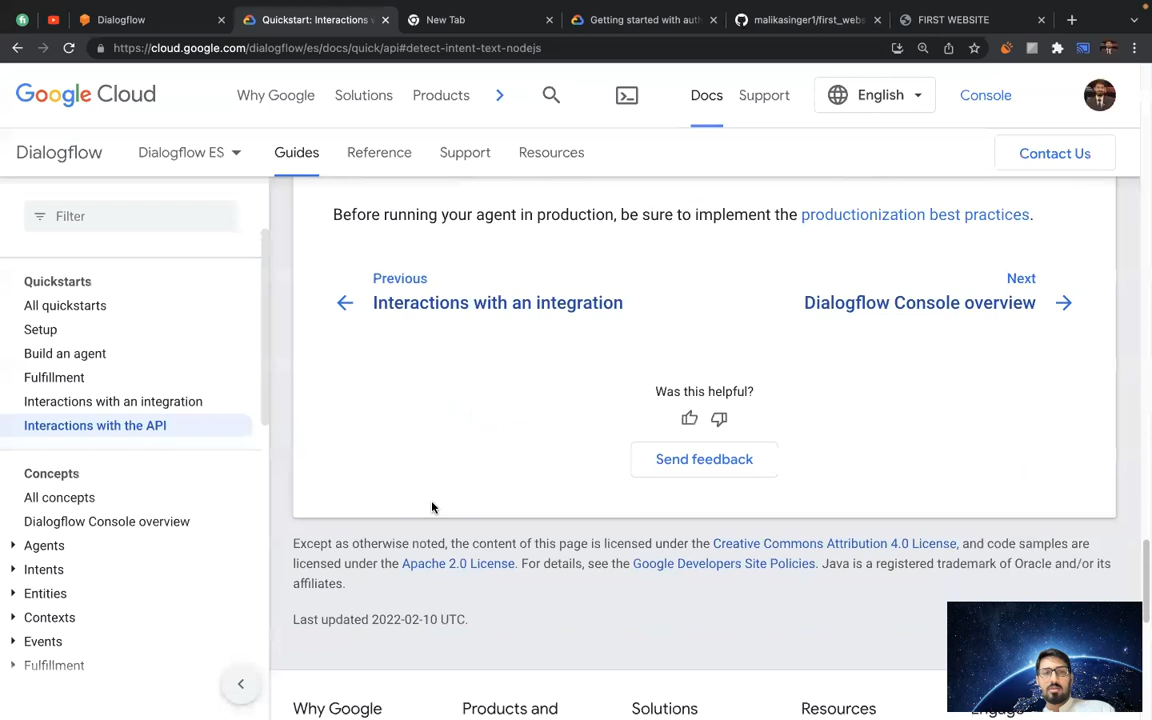 Dialogflow
Quickstart: Interactions
New Tab
Getting started with aut
malikasinger1/first_webs
FIRST WEBSITE
https://cloud.google.com/dialogflow/es/docs/quick/api#detect-intent-text-nodejs
Google Cloud
Why Google
Solutions
Products
Docs
Support
English
Console
Dialogflow
Dialogflow ES
Guides
Reference
Support
Resources
Contact Us
Filter
Quickstarts
All quickstarts
Setup
Build an agent
Fulfillment
Interactions with an integration
Interactions with the API
Concepts
All concepts
Dialogflow Console overview
Agents
Intents
Entities
Contexts
Events
Fulfillment
Before running your agent in production, be sure to implement the productionization best practices.
Previous
Interactions with an integration
Next
Dialogflow Console overview
Was this helpful?
Send feedback
Except as otherwise noted, the content of this page is licensed under the Creative Commons Attribution 4.0 License, and code samples are
licensed under the Apache 2.0 License. For details, see the Google Developers Site Policies. Java is a registered trademark of Oracle and/or its
affiliates.
Last updated 2022-02-10 UTC.
Why Google
Products and
Solutions
Resources
Engage